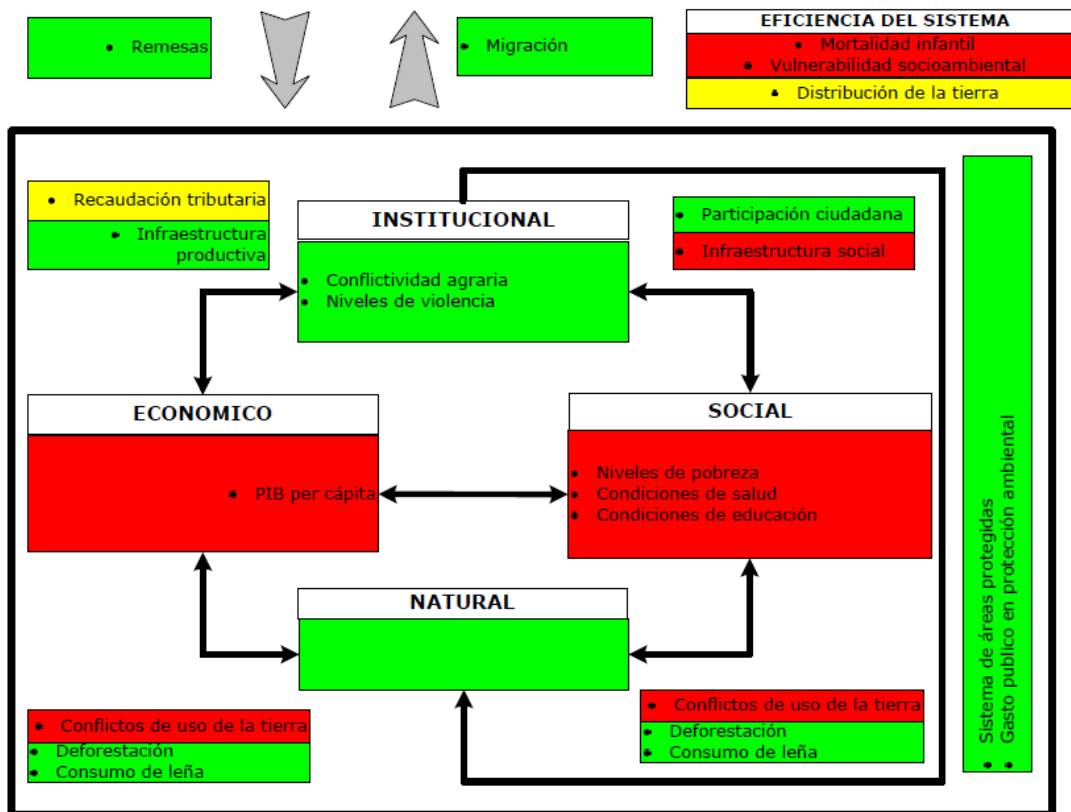 • Remesas
• Migración
EFICIENCIA DEL SISTEMA
• Mortalidad infantil
• Vulnerabilidad socioambiental
• Distribución de la tierra
• Recaudación tributaria
• Infraestructura
productiva
INSTITUCIONAL
• Conflictividad agraria
• Niveles de violencia
• Participación ciudadana
• Infraestructura social
ECONOMICO
• PIB per cápita
SOCIAL
• Niveles de pobreza
• Condiciones de salud
• Condiciones de educación
NATURAL
• Conflictos de uso de la tierra
• Deforestación
• Consumo de leña
• Conflictos de uso de la tierra
• Deforestación
• Consumo de leña
• Sistema de áreas protegidas
• Gasto publico en protección ambiental